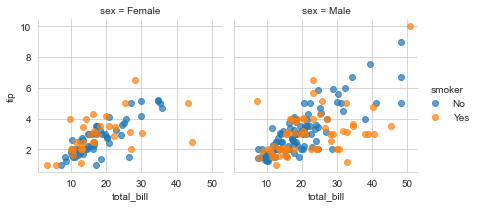 sex = Female
sex = Male
10
8
6
4
2
tip
10 20 30 40 50
10 20 30 40 50
total_bill
total_bill
smoker
No
Yes